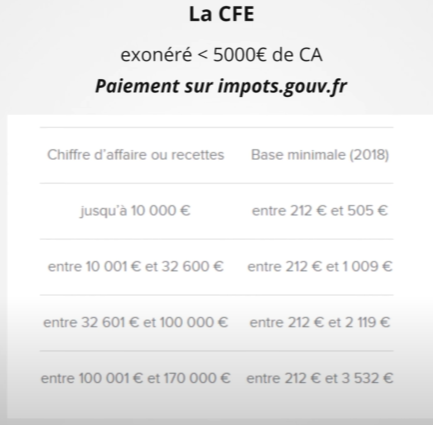 La CFE
exonéré < 5000€ de CA
Paiement sur impots.gouv.fr
Chiffre d'affaire ou recettes Base minimale (2018)
jusqu'à 10 000 € entre 212 € et 505 €
entre 10 001 € et 32 600 € entre 212 € et 1 009 €
entre 32 601 € et 100 000 € entre 212 € et 2 119 €
entre 100 001 € et 170 000 € entre 212 € et 3 532 €